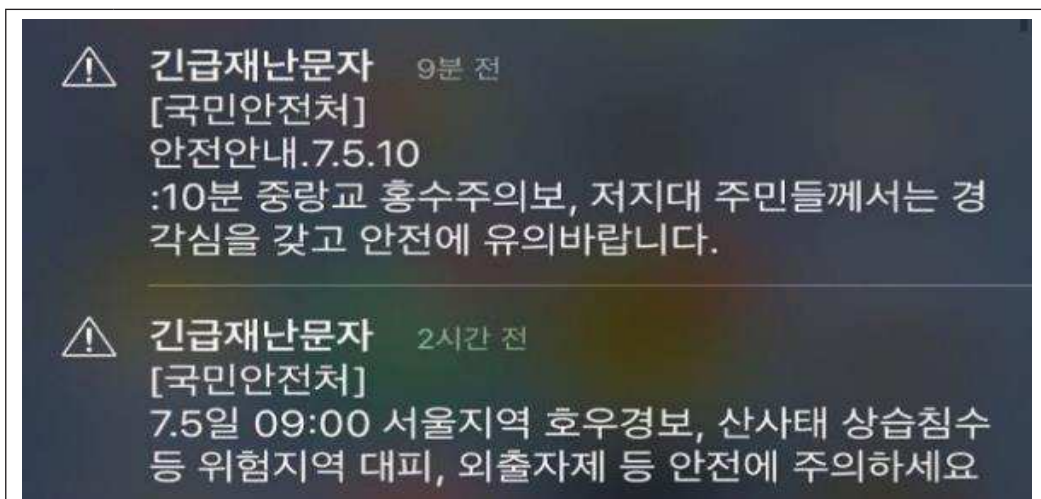 긴급재난문자 9분 전
[국민안전처]
안전안내.7.5.10
:10분 중랑교 홍수주의보, 저지대 주민들께서는 경
각심을 갖고 안전에 유의바랍니다.
긴급재난문자 2시간 전
[국민안전처]
7.5일 09:00 서울지역 호우경보, 산사태 상습침수
등 위험지역 대피, 외출자제 등 안전에 주의하세요